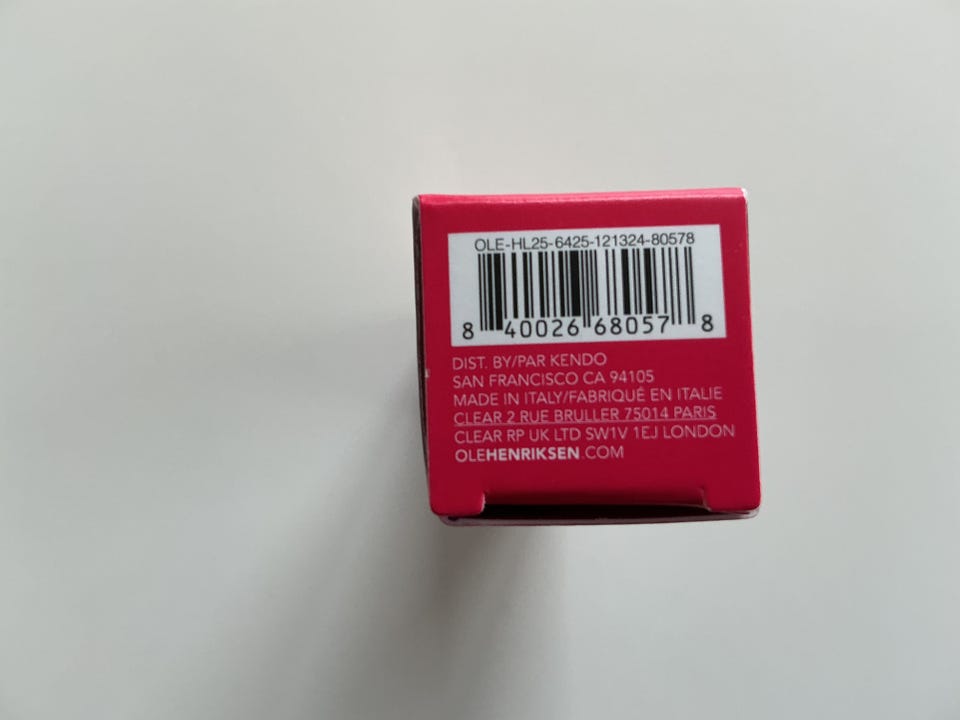 OLE-HL25-6425-121324-80578
8 40026 68057 8
DIST. BY/PAR KENDO
SAN FRANCISCO CA 94105
MADE IN ITALY/FABRIQUÉ EN ITALIE
CLEAR 2 RUE BRULLER 75014 PARIS
CLEAR RP UK LTD SW1V 1EJ LONDON
OLEHENRIKSEN.COM